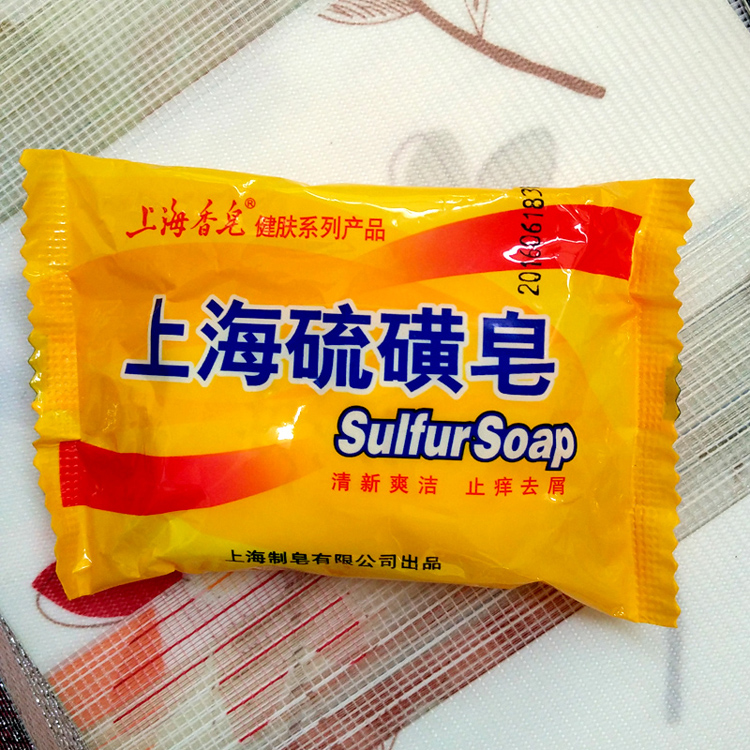 上海香皂® 健肤系列产品
201606183
上海硫磺皂
Sulfur Soap
清新爽洁 止痒去屑
上海制皂有限公司出品